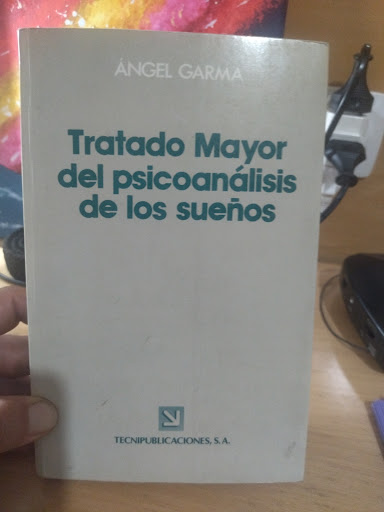 ÁNGEL GARMA
Tratado Mayor
del psicoanálisis
de los sueños
TECNIPUBLICACIONES, S.A.